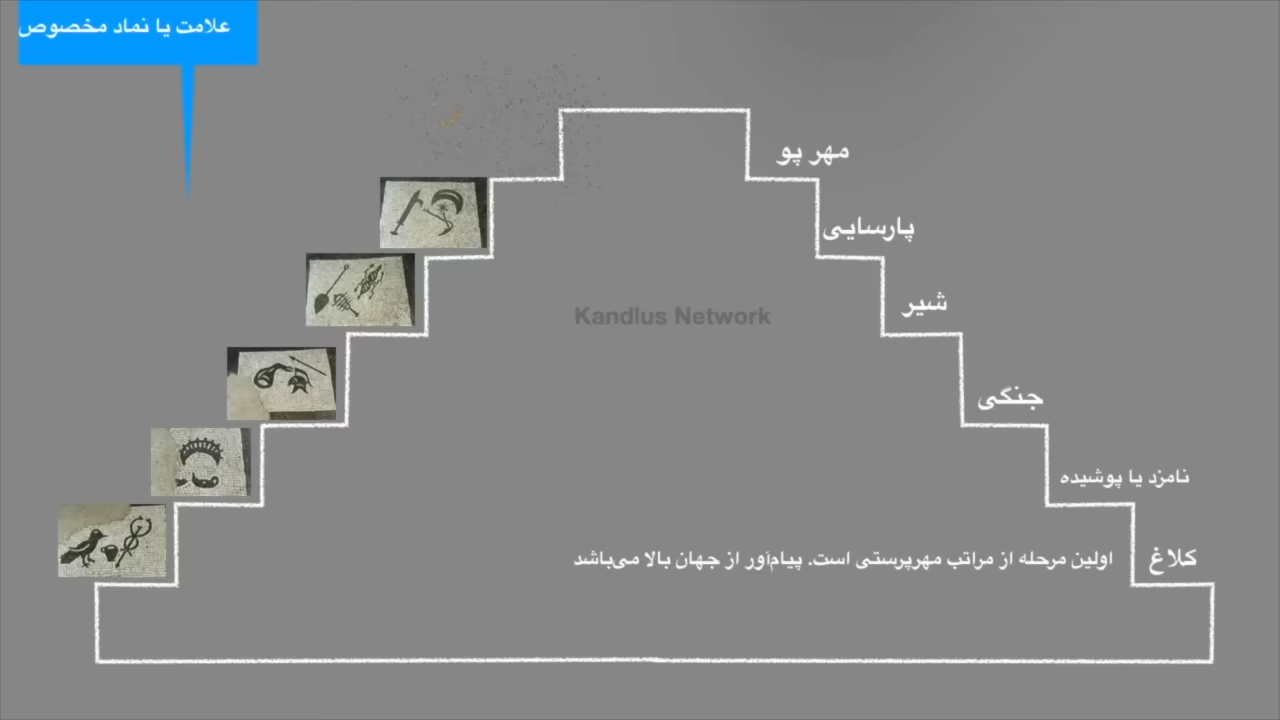 علامت یا نماد مخصوص
مهر پو
پارسایی
شیر
Kandlus Network
جنگی
نامزد یا پوشیده
کلاغ
اولین مرحله از مراتب مهرپرستی است. پیام‌آور از جهان بالا می‌باشد